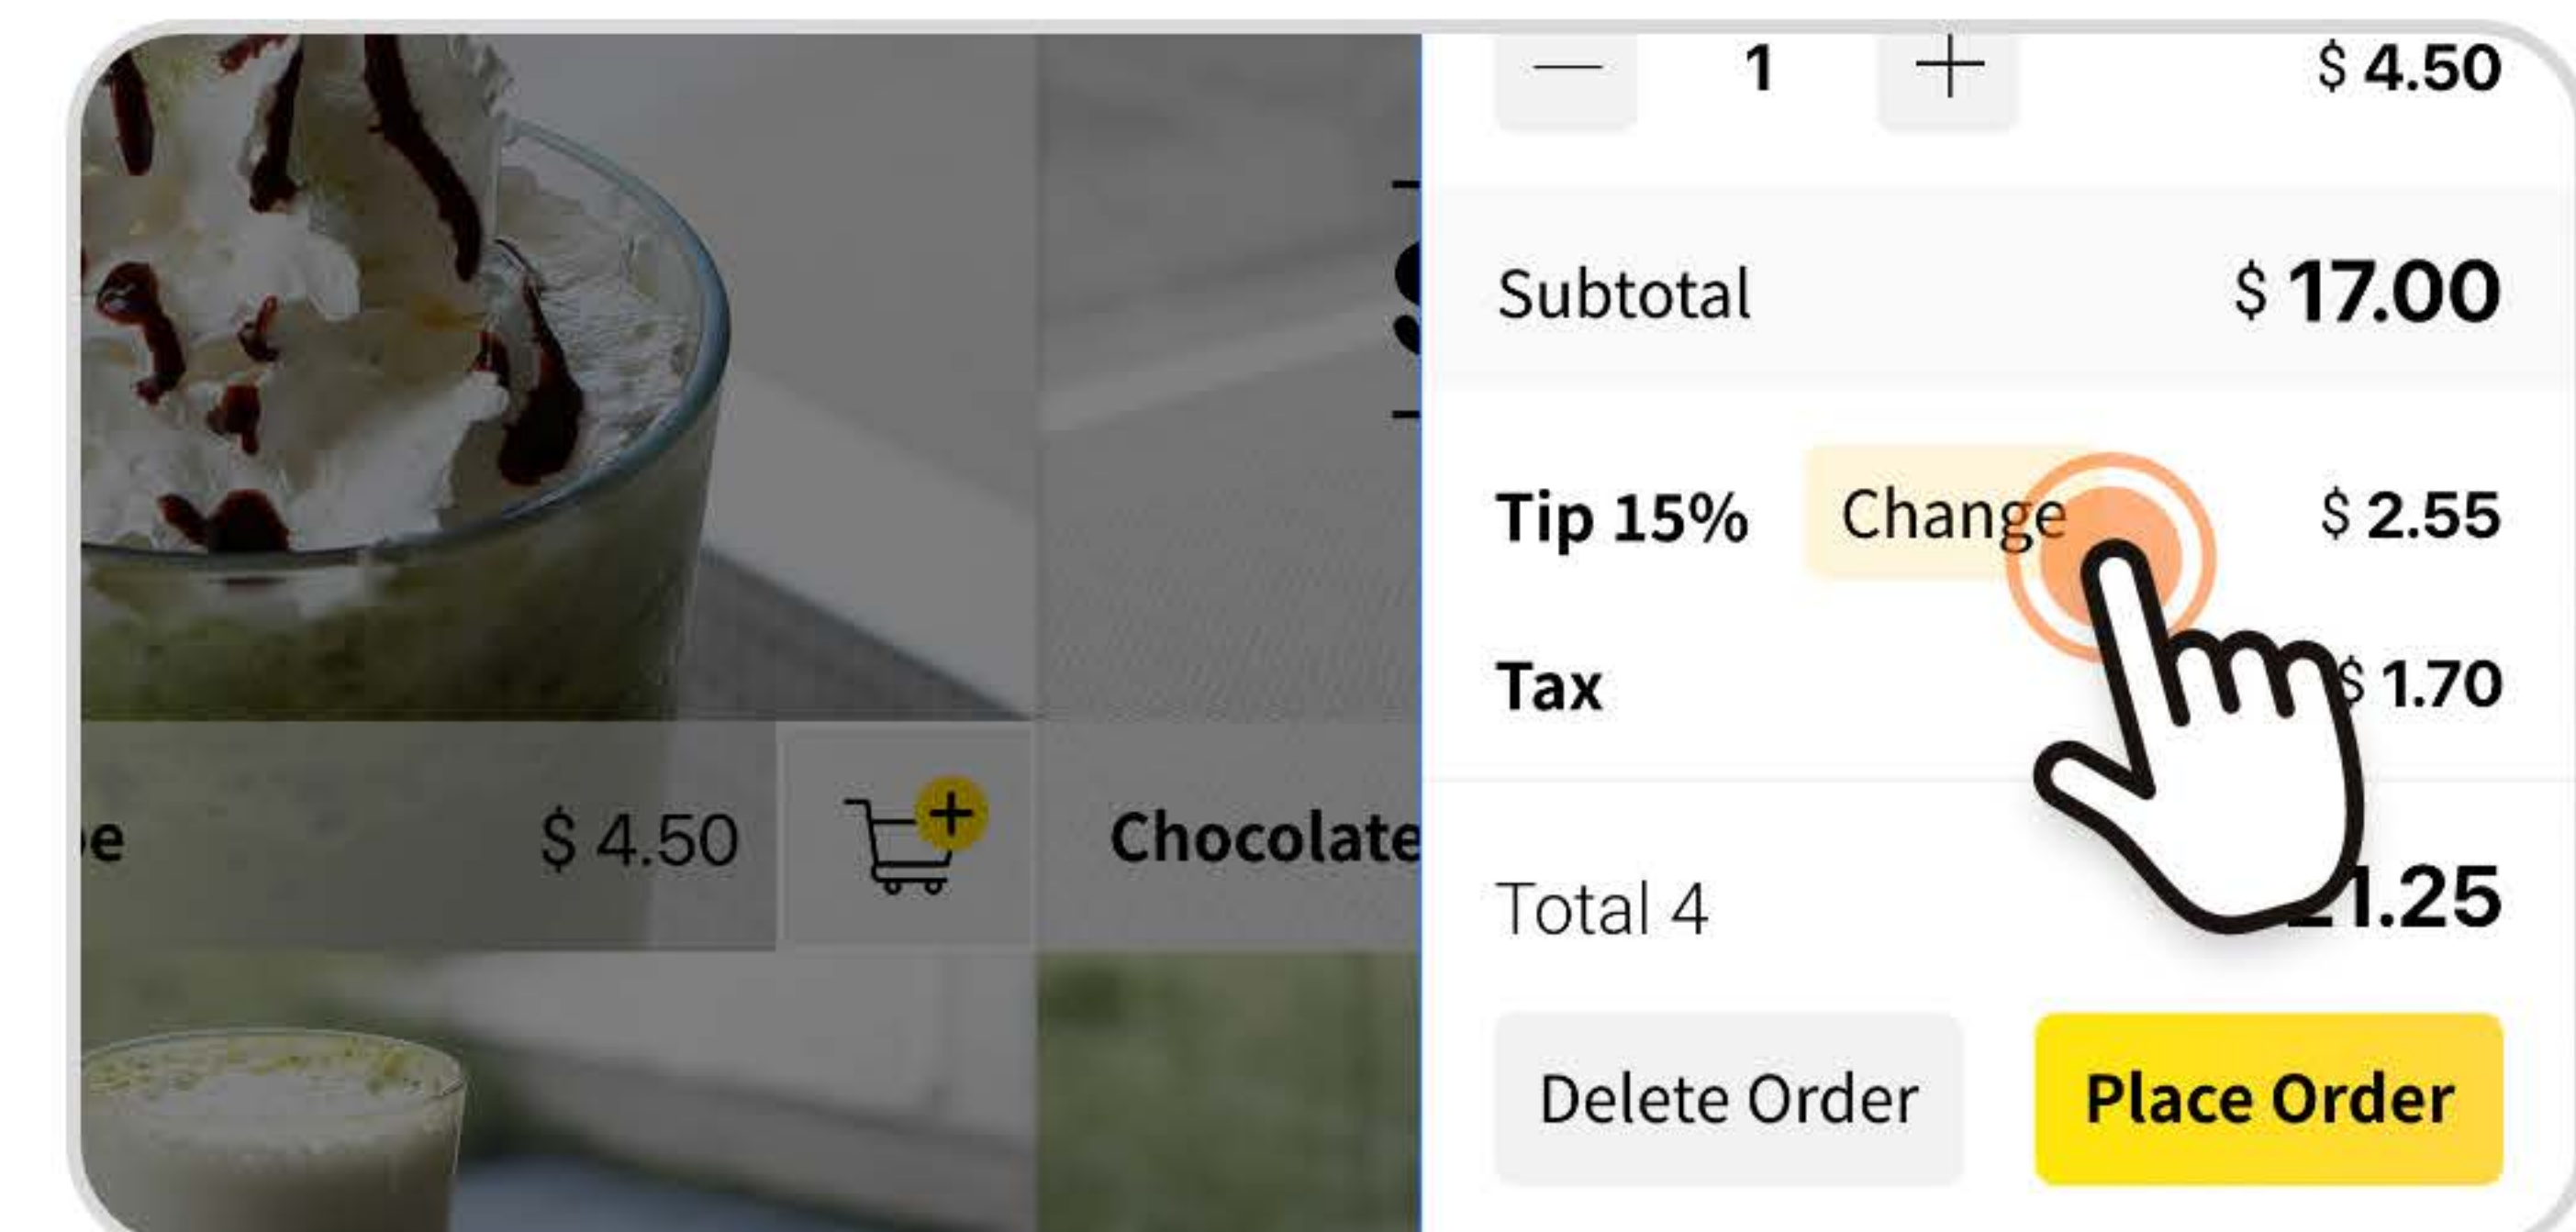 1
$ 4.50
Subtotal
$ 17.00
Tip 15%
Change
$ 2.55
Tax
$ 1.70
$ 4.50
Chocolate
Total 4
Delete Order
Place Order